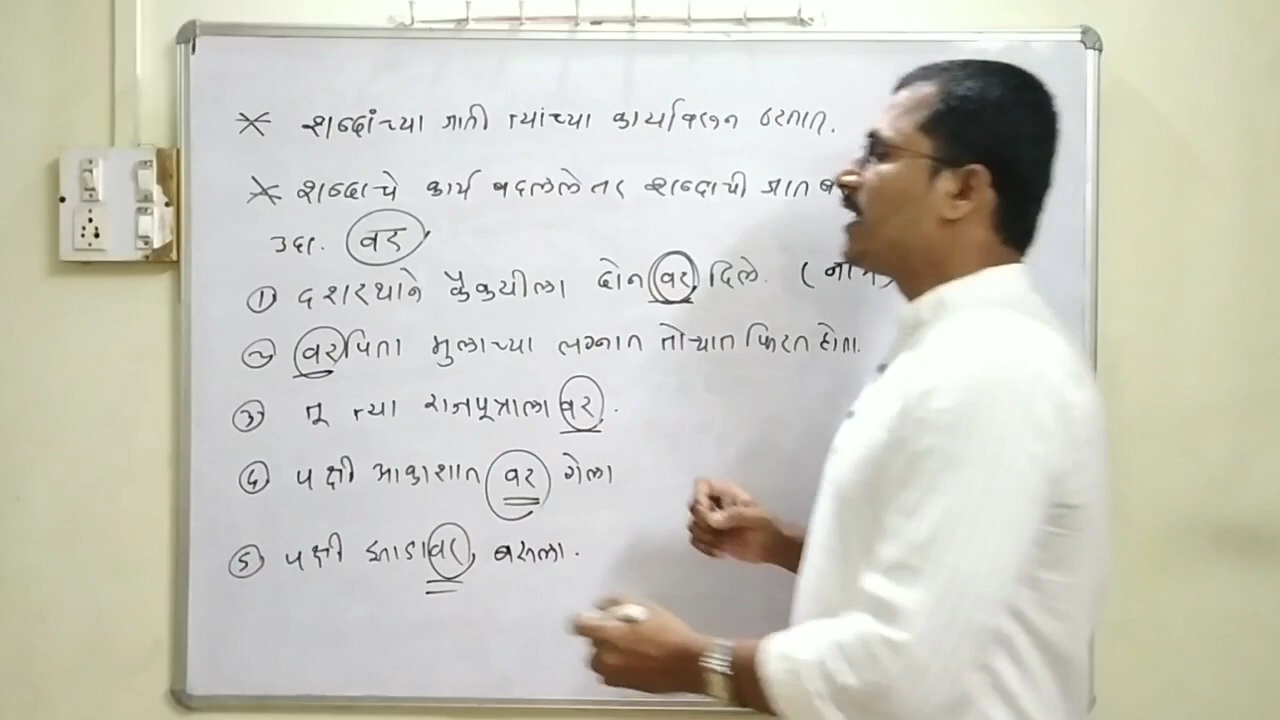 * शब्दांच्या जाती त्यांच्या कार्यावरुन ठरतात.
* शब्दाचे कार्य बदलले तर शब्दाची जात
उदा. वर
① दशरथाने कैकयीला दोन वर दिले. (नाम)
② वरपिता मुलाच्या लग्नात तोऱ्यात फिरत होता.
③ तू त्या राजपूत्राला वर.
④ पक्षी आकाशात वर गेला
⑤ पक्षी झाडावर बसला.